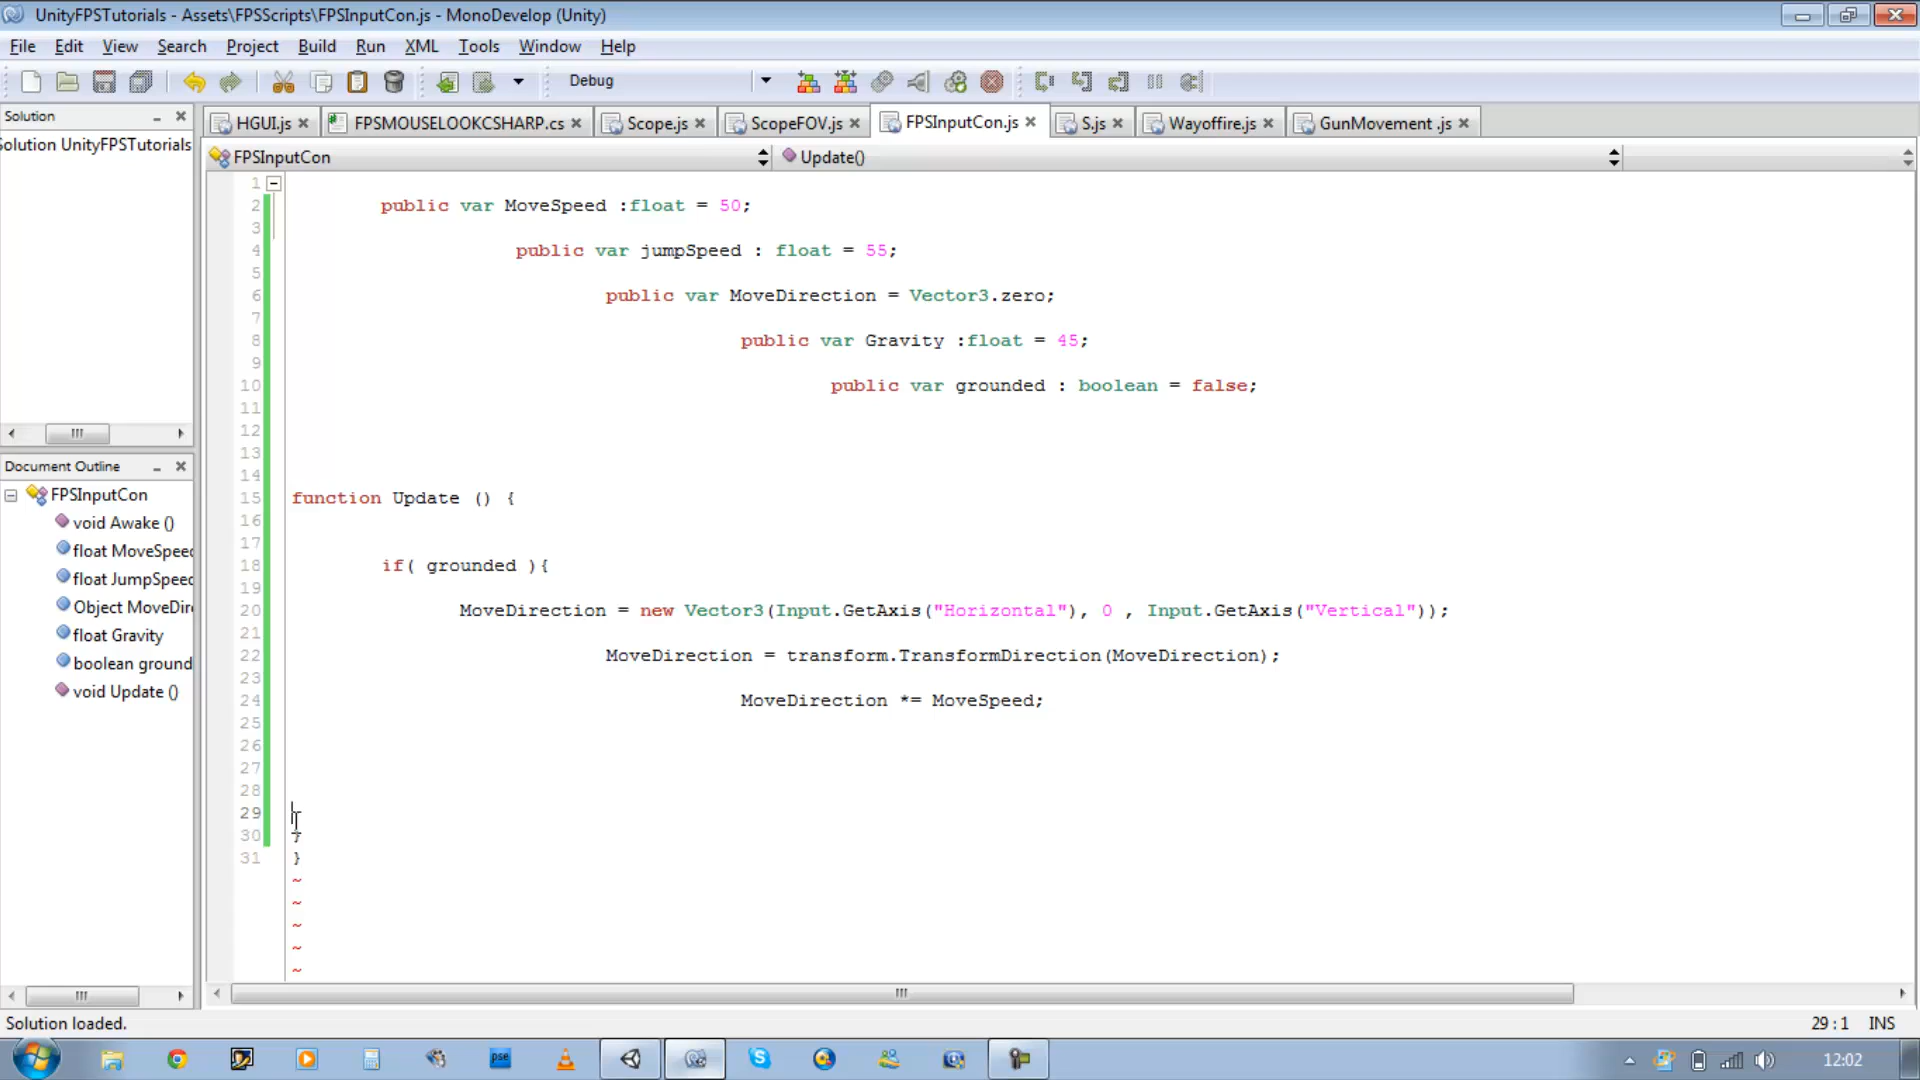 UnityFPSTutorials - Assets\FPSScripts\FPSInputCon.js - MonoDevelop (Unity)
File Edit View Search Project Build Run XML Tools Window Help
Debug
Solution
HGUI.js FPSMOUSELOOKCSHARP.cs Scope.js ScopeFOV.js FPSInputCon.js S.js Wayoffire.js GunMovement .js
Solution UnityFPSTutorials
FPSInputCon Update()
1
2 public var MoveSpeed :float = 50;
3
4 public var jumpSpeed : float = 55;
5
6 public var MoveDirection = Vector3.zero;
7
8 public var Gravity :float = 45;
9
10 public var grounded : boolean = false;
11
12
13
14
15 function Update () {
16
17
18 if( grounded ){
19
20 MoveDirection = new Vector3(Input.GetAxis("Horizontal"), 0 , Input.GetAxis("Vertical"));
21
22 MoveDirection = transform.TransformDirection(MoveDirection);
23
24 MoveDirection *= MoveSpeed;
25
26
27
28
29
30 }
31 }
~
~
~
~
~
Document Outline
FPSInputCon
void Awake ()
float MoveSpeed
float JumpSpeed
Object MoveDir
float Gravity
boolean ground
void Update ()
Solution loaded.
29 : 1 INS
pse
12:02